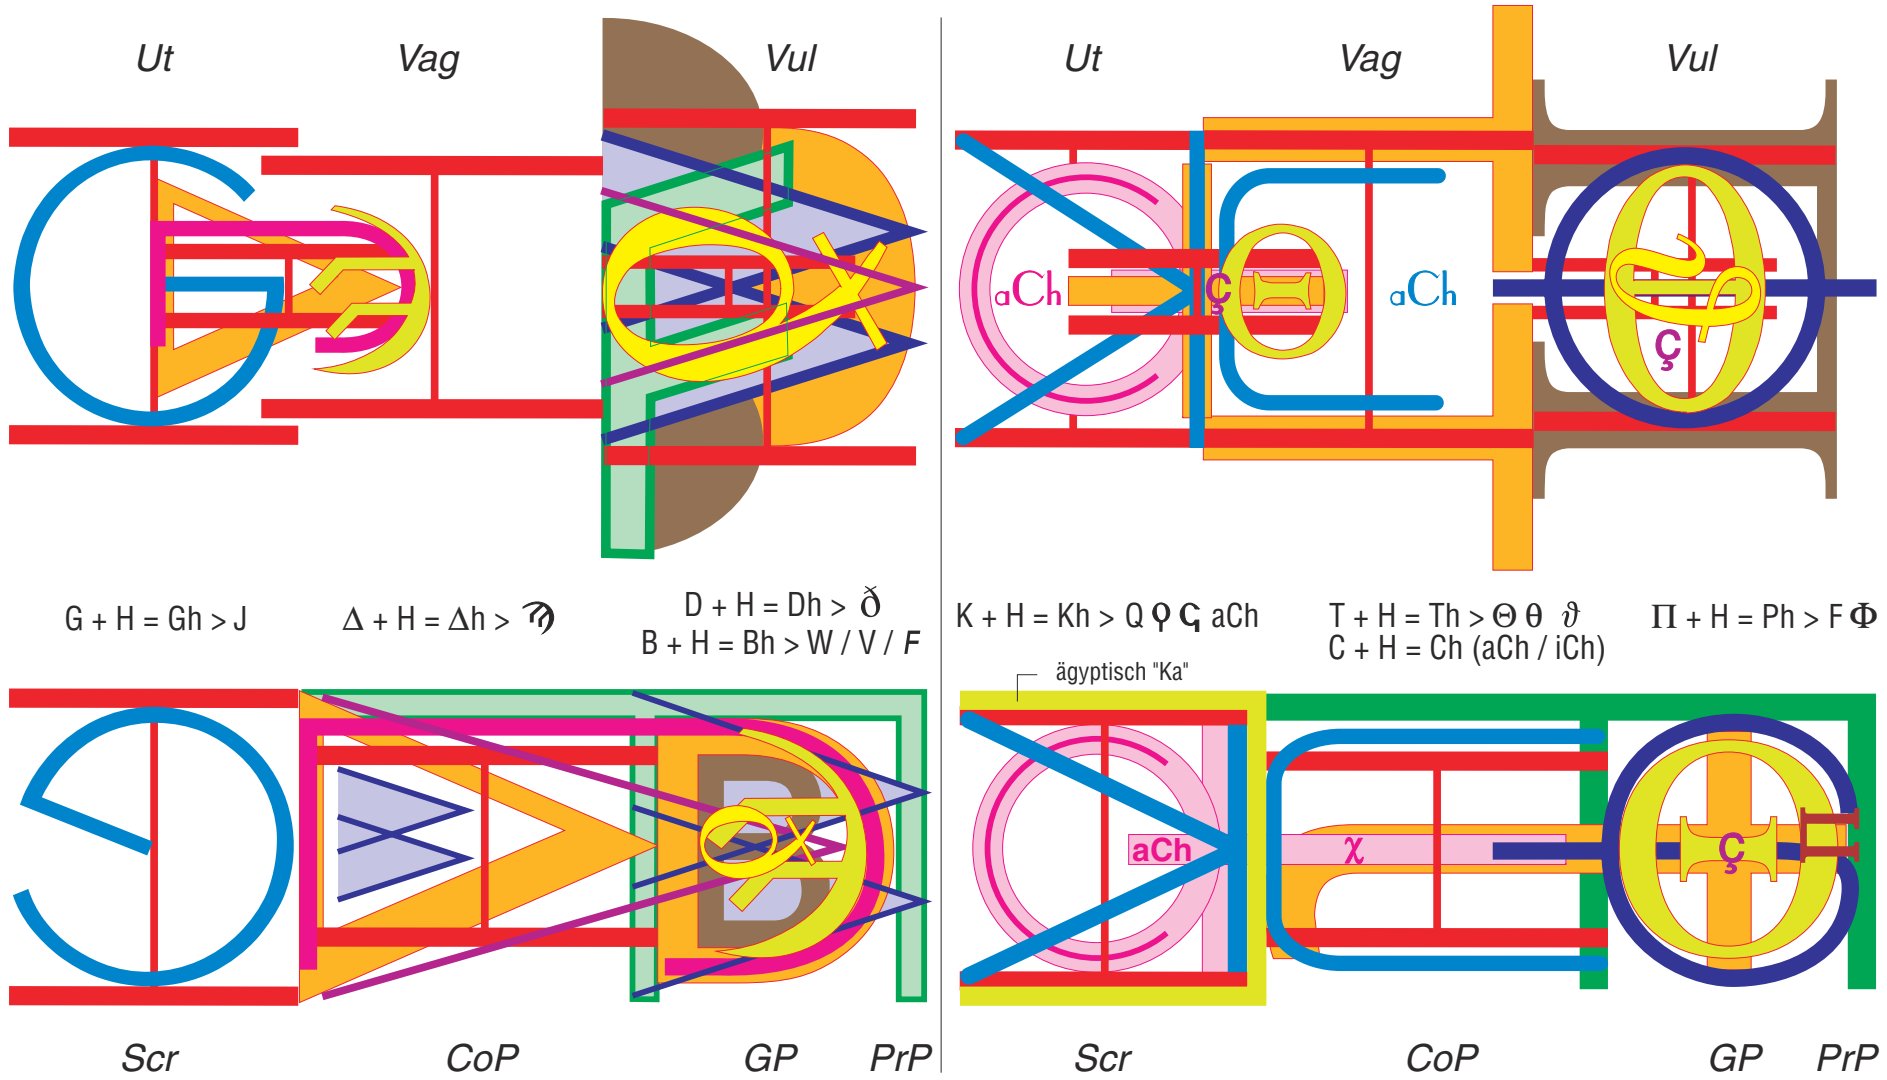 Ut Vag Vul
Ut Vag Vul
aCh Ç aCh Ç
G + H = Gh > J
Δ + H = Δh > Ϡ
D + H = Dh > ð
B + H = Bh > W / V / F
K + H = Kh > Q ϙ ҁ aCh
T + H = Th > Θ θ ϑ
C + H = Ch (aCh / iCh)
Π + H = Ph > F Φ
ägyptisch "Ka"
aCh χ Ç
Scr CoP GP PrP
Scr CoP GP PrP